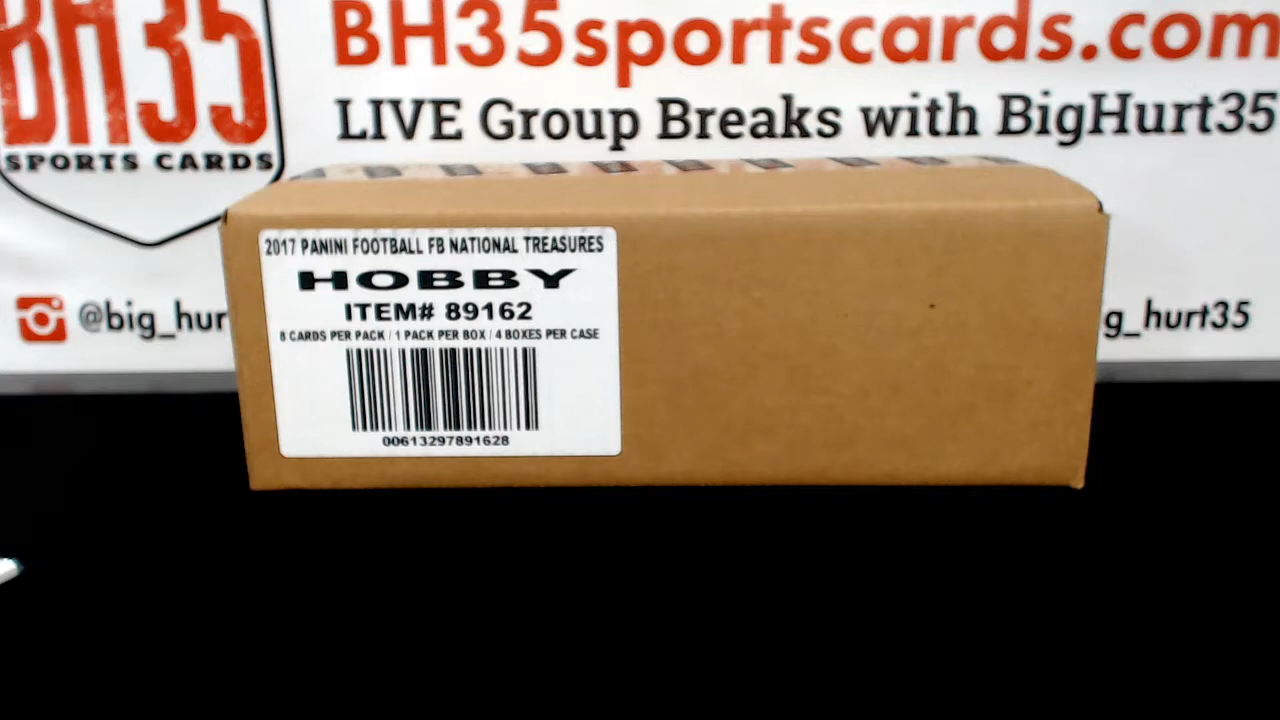 BH35
SPORTS CARDS
BH35sportscards.com
LIVE Group Breaks with BigHurt35
@big_hur
g_hurt35
2017 PANINI FOOTBALL FB NATIONAL TREASURES
HOBBY
ITEM# 89162
8 CARDS PER PACK / 1 PACK PER BOX / 4 BOXES PER CASE
00613297891628